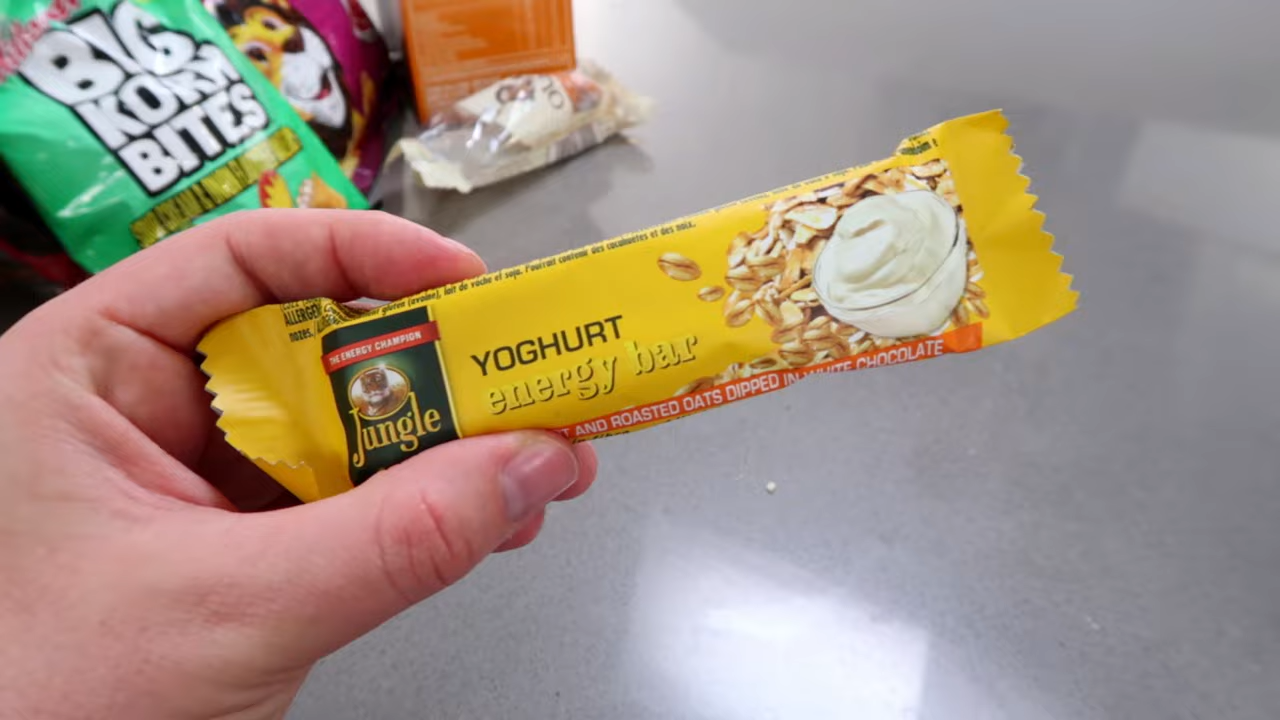 BIG
KORN
BITES
ALLERGEN
gluten (avoine), lait de vache et soja. Pourrait contenir des cacahuètes et des noix.
THE ENERGY CHAMPION
Jungle
YOGHURT
energy bar
AND ROASTED OATS DIPPED IN WHITE CHOCOLATE